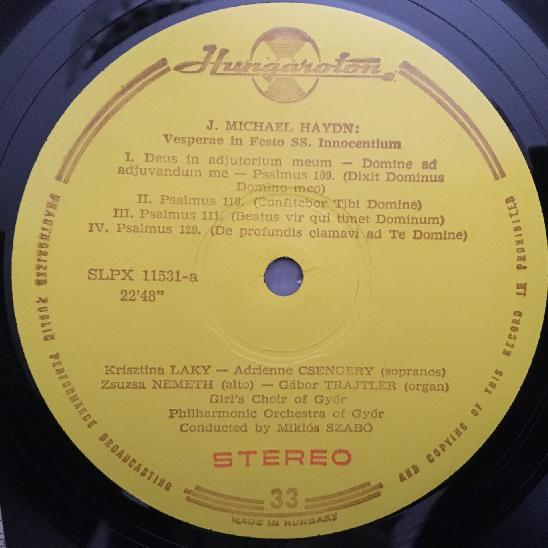 Hungaroton
J. MICHAEL HAYDN:
Vesperae in Festo SS. Innocentium
I. Deus in adjutorium meum — Domine ad
adjuvandum me — Psalmus 109. (Dixit Dominus
Domino meo)
II. Psalmus 110. (Confitebor Tibi Domine)
III. Psalmus 111. (Beatus vir qui timet Dominum)
IV. Psalmus 129. (De profundis clamavi ad Te Domine)
SLPX 11531-a
22'48"
Krisztina LAKY — Adrienne CSENGERY (sopranos)
Zsuzsa NÉMETH (alto) — Gábor TRAJTLER (organ)
Girl's Choir of Győr
Philharmonic Orchestra of Győr
Conducted by Miklós SZABÓ
STEREO
33
MADE IN HUNGARY
UNAUTHORIZED PUBLIC PERFORMANCE BROADCASTING AND COPYING OF THIS RECORD IN PROHIBITED